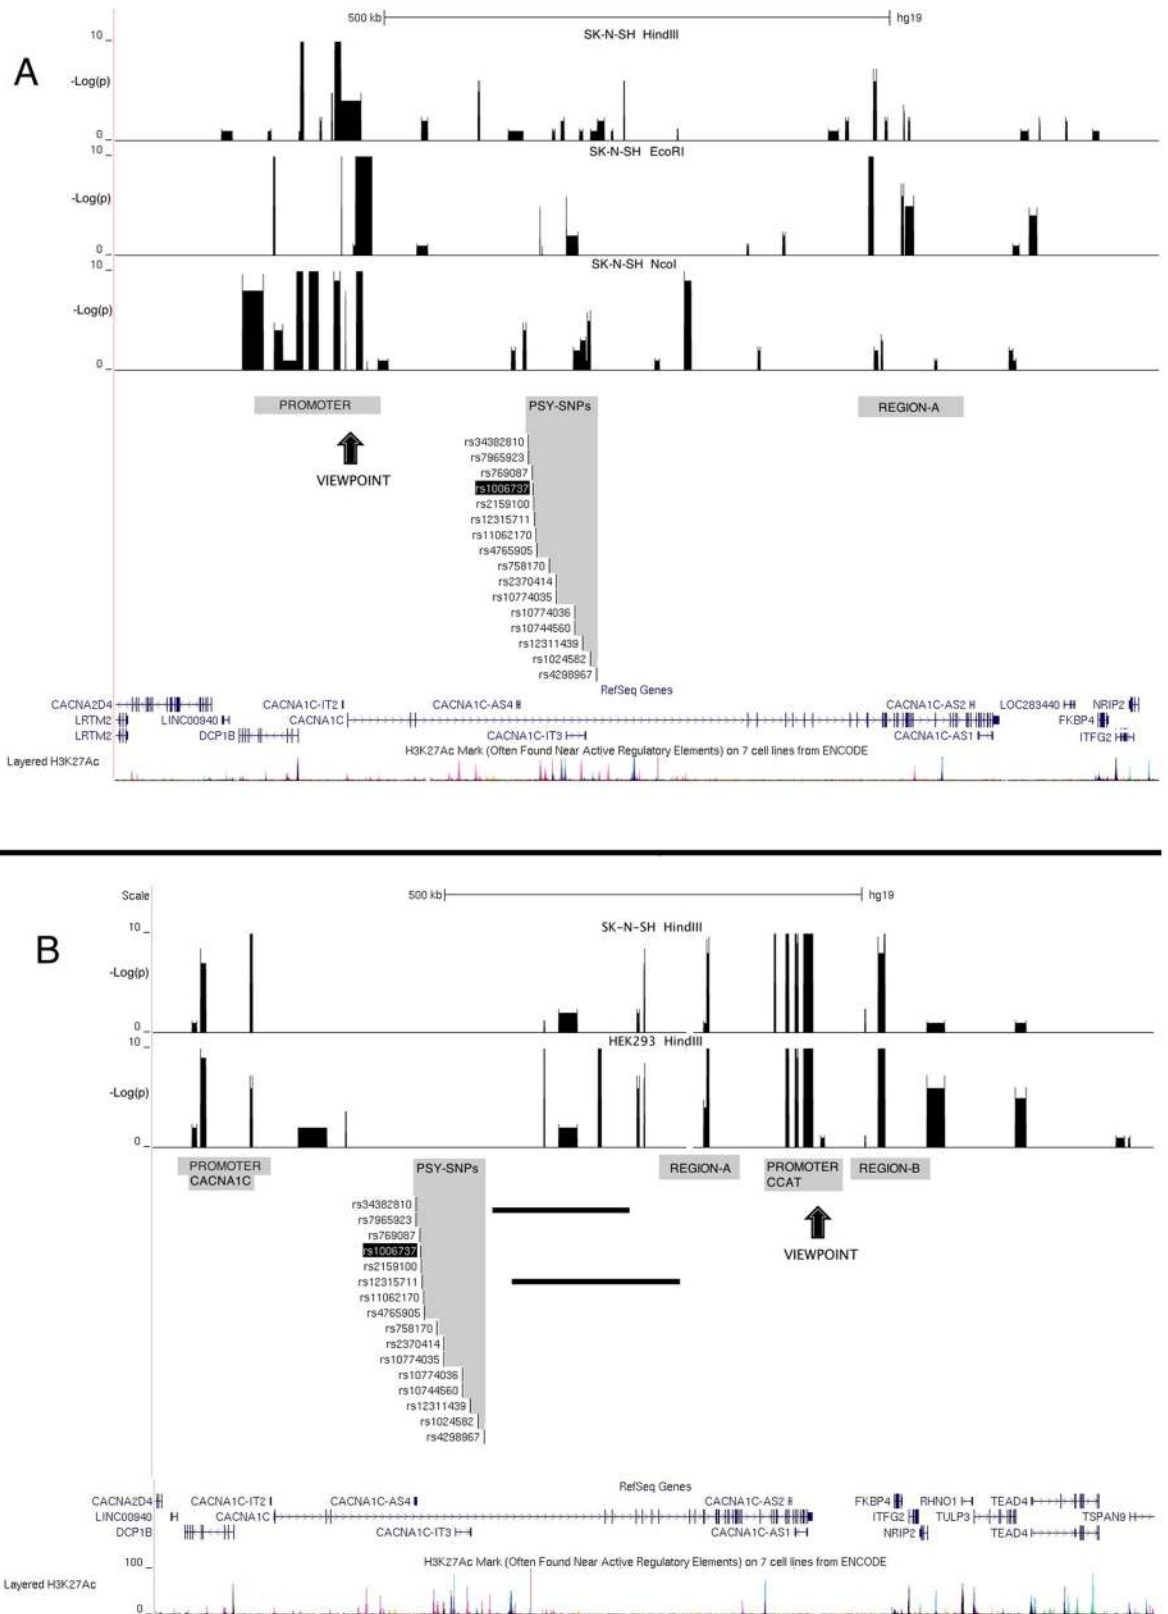 500 kb hg19
SK-N-SH HindIII
A
10
-Log(p)
0
SK-N-SH EcoRI
10
-Log(p)
0
SK-N-SH NcoI
10
-Log(p)
0
PROMOTER PSY-SNPs REGION-A
VIEWPOINT
rs34382810
rs7965923
rs769087
rs1006737
rs2159100
rs12315711
rs11062170
rs4765905
rs758170
rs2370414
rs10774035
rs10774036
rs10744560
rs12311439
rs1024582
rs4298967
RefSeq Genes
CACNA2D4 CACNA1C-IT2 CACNA1C-AS4 CACNA1C-AS2 LOC283440 NRIP2
LRTM2 LINC00940 CACNA1C FKBP4
LRTM2 DCP1B CACNA1C-IT3 CACNA1C-AS1 ITFG2
H3K27Ac Mark (Often Found Near Active Regulatory Elements) on 7 cell lines from ENCODE
Layered H3K27Ac
Scale 500 kb hg19
SK-N-SH HindIII
B
10
-Log(p)
0
HEK293 HindIII
10
-Log(p)
0
PROMOTER PSY-SNPs REGION-A PROMOTER REGION-B
CACNA1C CCAT
VIEWPOINT
rs34382810
rs7965923
rs769087
rs1006737
rs2159100
rs12315711
rs11062170
rs4765905
rs758170
rs2370414
rs10774035
rs10774036
rs10744560
rs12311439
rs1024582
rs4298967
RefSeq Genes
CACNA2D4 CACNA1C-IT2 CACNA1C-AS4 CACNA1C-AS2 FKBP4 RHNO1 TEAD4
LINC00940 CACNA1C ITFG2 TULP3 TSPAN9
DCP1B CACNA1C-IT3 CACNA1C-AS1 NRIP2 TEAD4
100 H3K27Ac Mark (Often Found Near Active Regulatory Elements) on 7 cell lines from ENCODE
Layered H3K27Ac
0